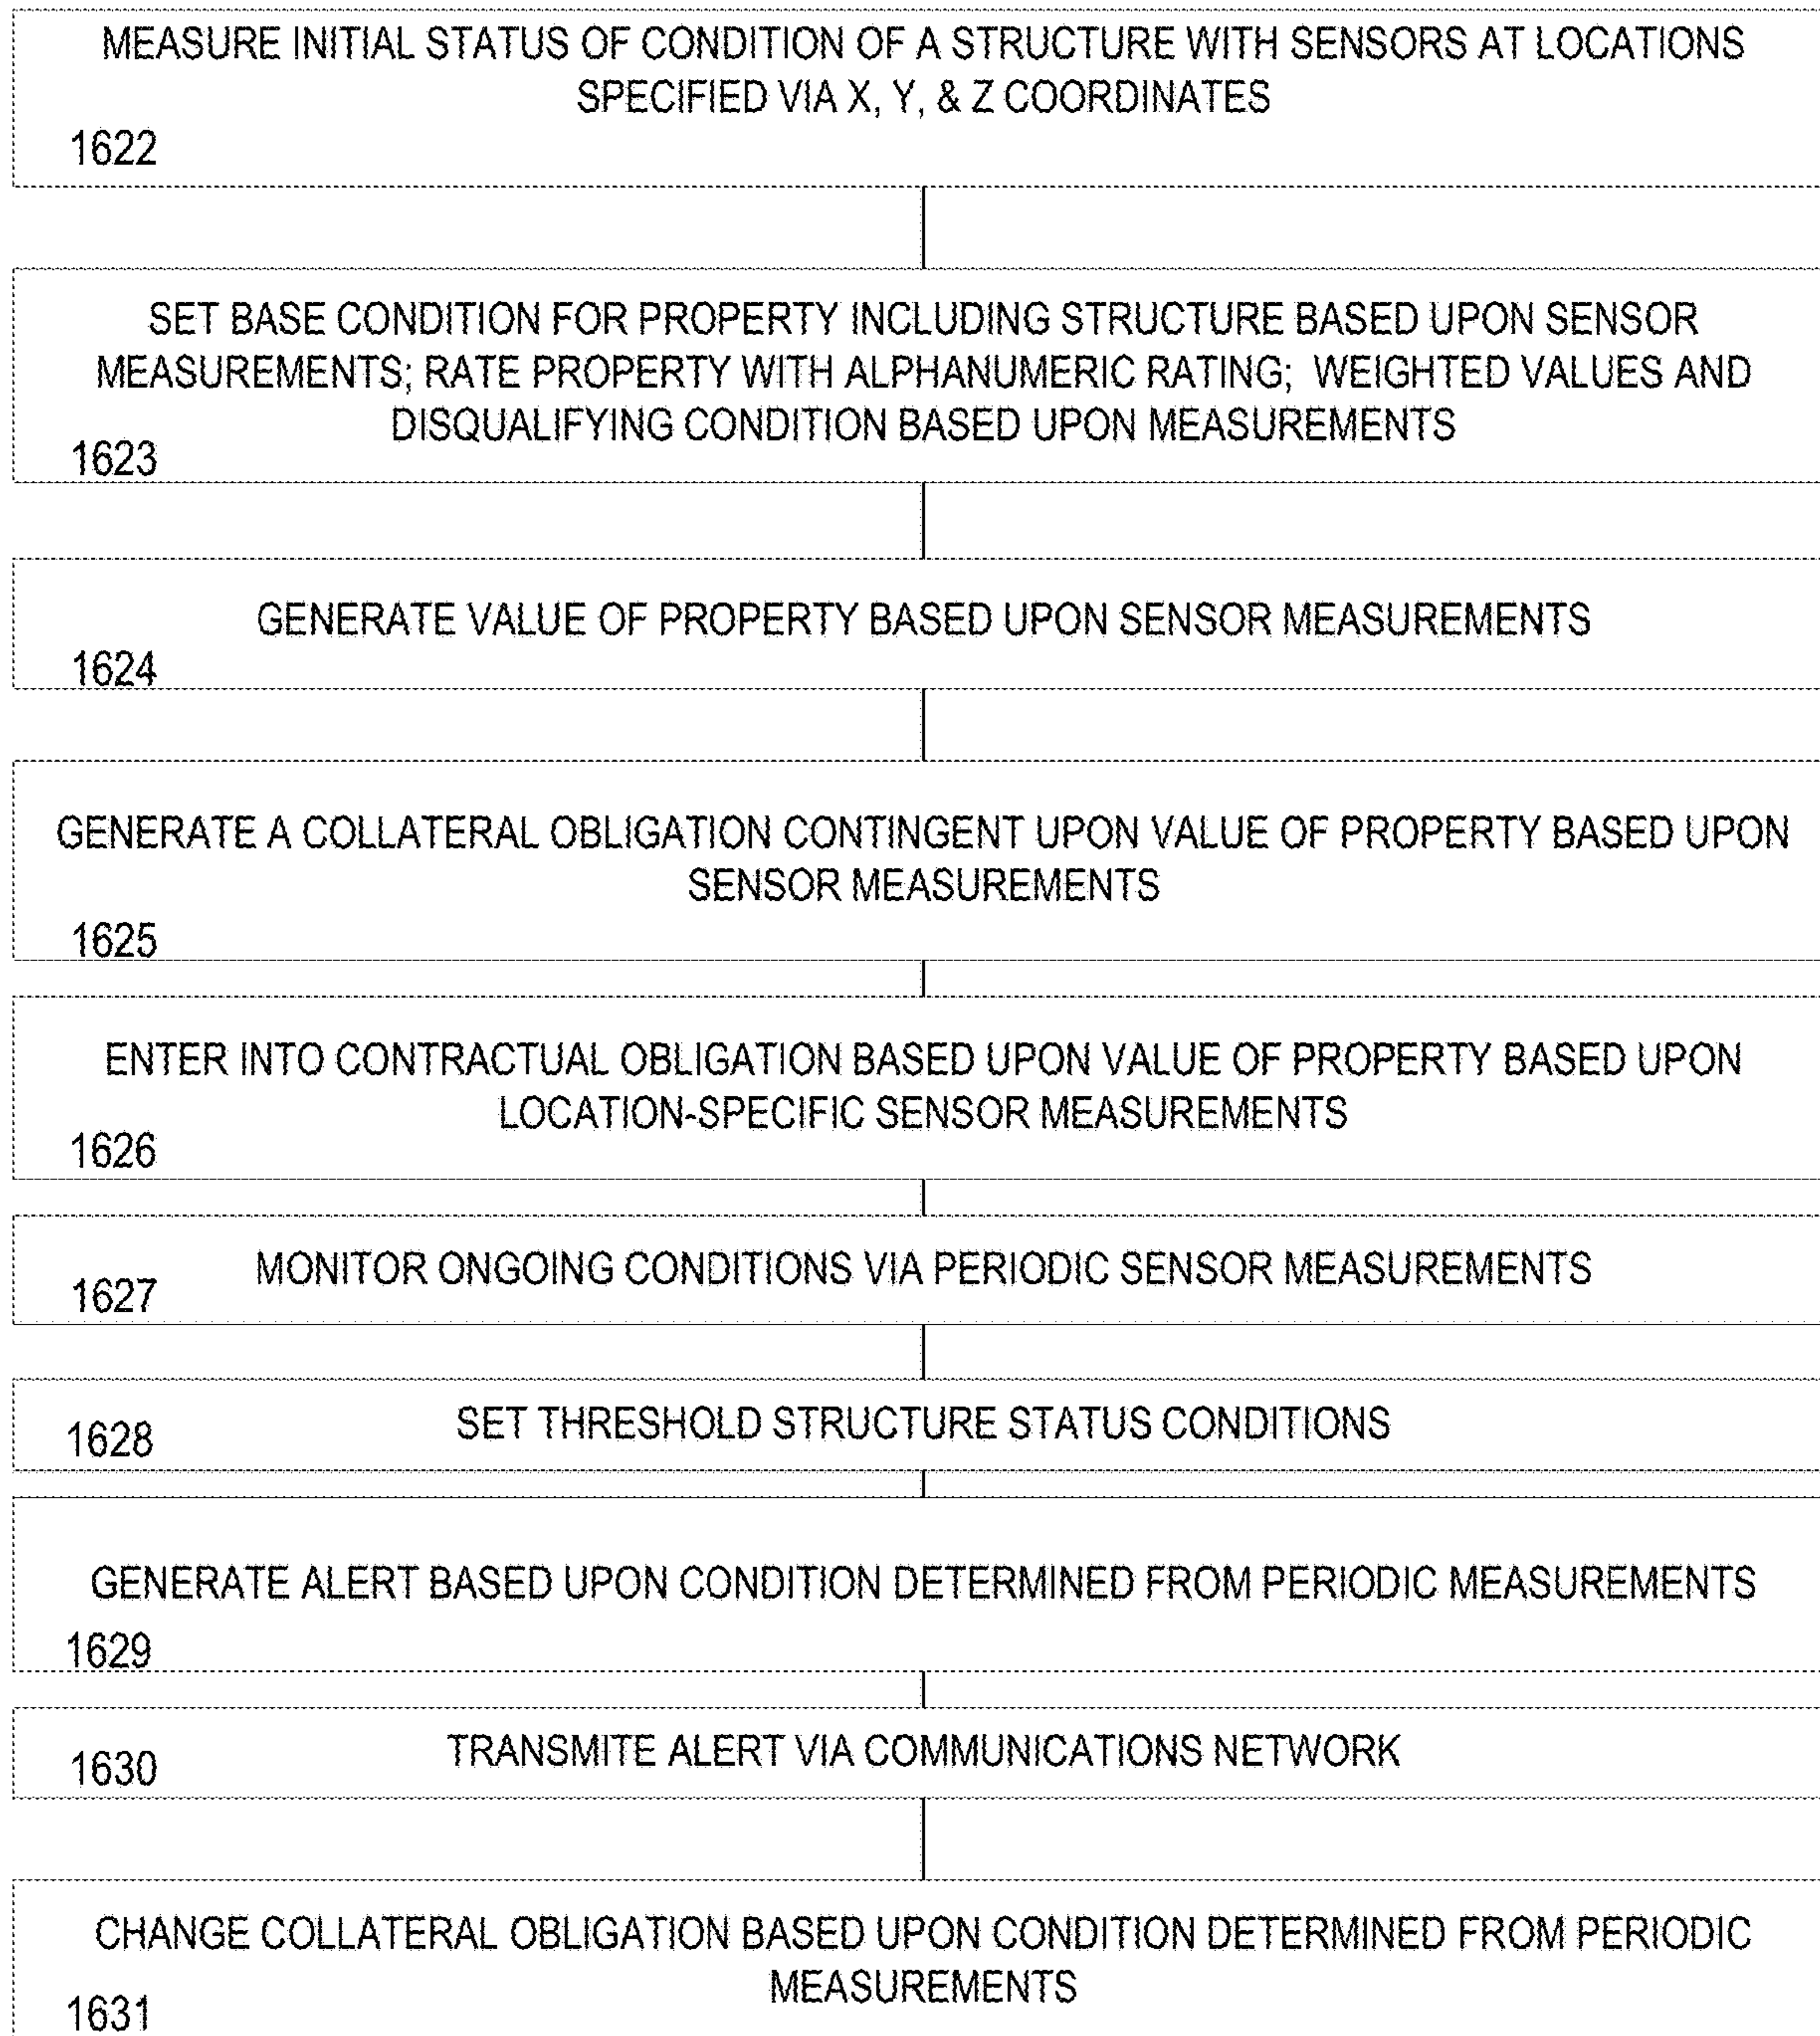 MEASURE INITIAL STATUS OF CONDITION OF A STRUCTURE WITH SENSORS AT LOCATIONS
SPECIFIED VIA X, Y, & Z COORDINATES
1622
SET BASE CONDITION FOR PROPERTY INCLUDING STRUCTURE BASED UPON SENSOR
MEASUREMENTS; RATE PROPERTY WITH ALPHANUMERIC RATING; WEIGHTED VALUES AND
DISQUALIFYING CONDITION BASED UPON MEASUREMENTS
1623
GENERATE VALUE OF PROPERTY BASED UPON SENSOR MEASUREMENTS
1624
GENERATE A COLLATERAL OBLIGATION CONTINGENT UPON VALUE OF PROPERTY BASED UPON
SENSOR MEASUREMENTS
1625
ENTER INTO CONTRACTUAL OBLIGATION BASED UPON VALUE OF PROPERTY BASED UPON
LOCATION-SPECIFIC SENSOR MEASUREMENTS
1626
MONITOR ONGOING CONDITIONS VIA PERIODIC SENSOR MEASUREMENTS
1627
SET THRESHOLD STRUCTURE STATUS CONDITIONS
1628
GENERATE ALERT BASED UPON CONDITION DETERMINED FROM PERIODIC MEASUREMENTS
1629
TRANSMITE ALERT VIA COMMUNICATIONS NETWORK
1630
CHANGE COLLATERAL OBLIGATION BASED UPON CONDITION DETERMINED FROM PERIODIC
MEASUREMENTS
1631